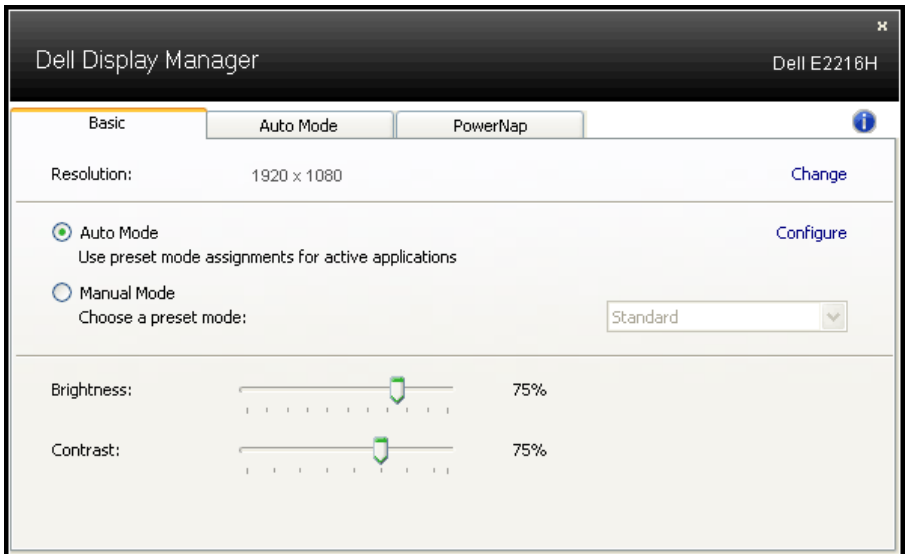 Dell Display Manager
Dell E2216H
Basic
Auto Mode
PowerNap
Resolution:
1920 x 1080
Change
Auto Mode
Configure
Use preset mode assignments for active applications
Manual Mode
Choose a preset mode:
Standard
Brightness:
75%
Contrast:
75%